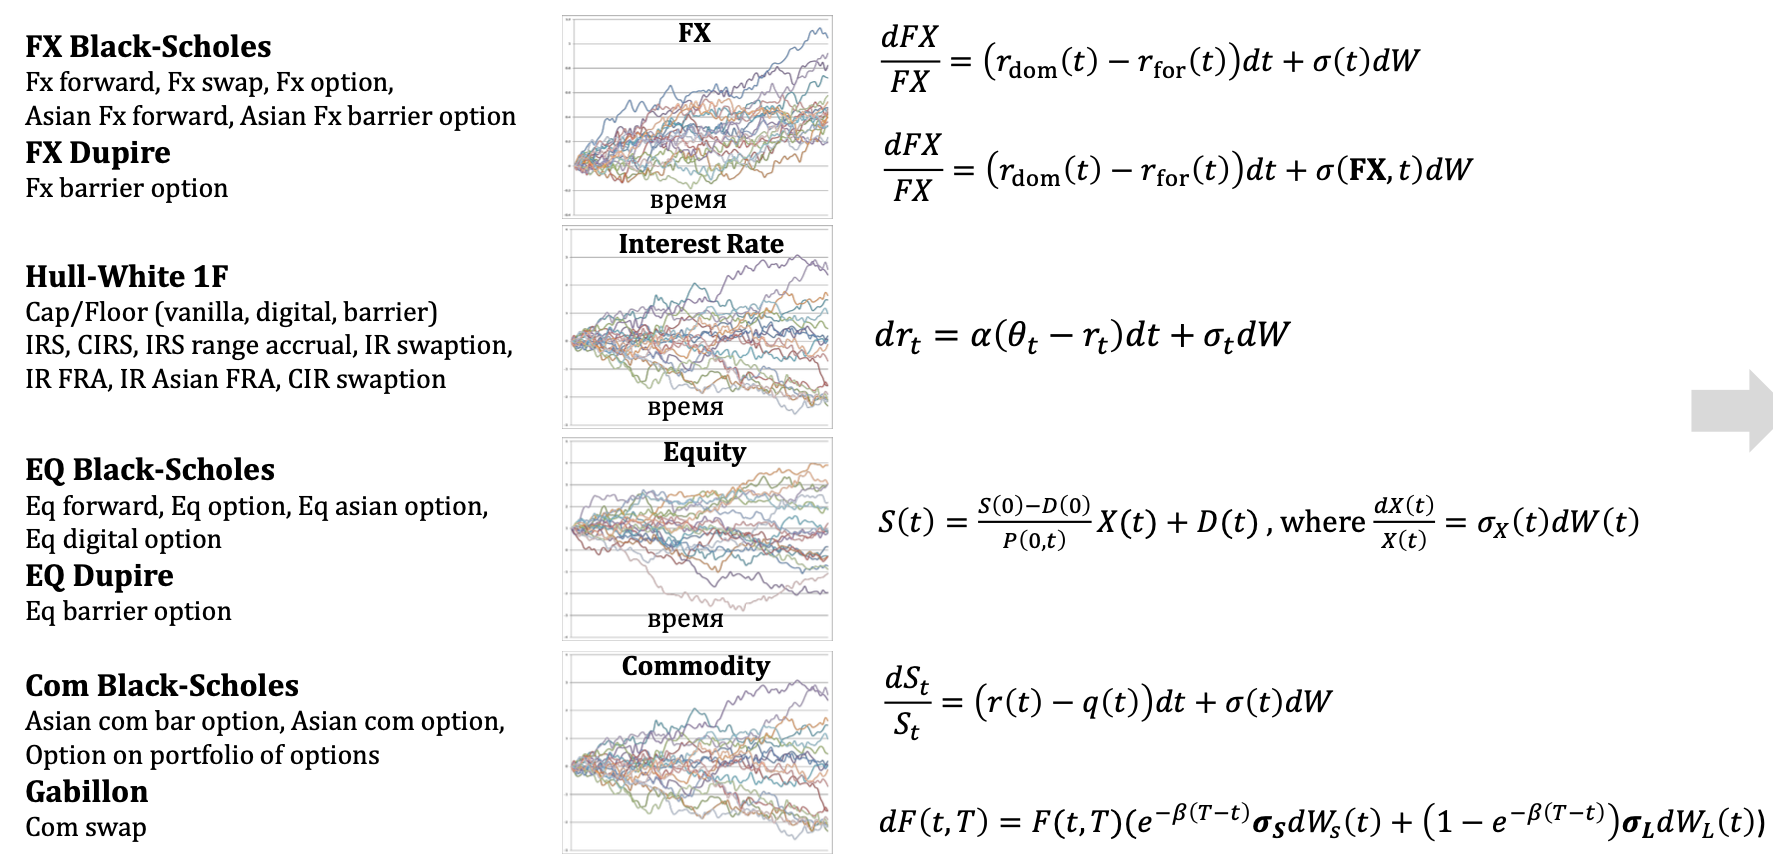 FX Black-Scholes
Fx forward, Fx swap, Fx option,
Asian Fx forward, Asian Fx barrier option
FX Dupire
Fx barrier option
FX
время
dFX/FX = (r_dom(t) − r_for(t))dt + σ(t)dW
dFX/FX = (r_dom(t) − r_for(t))dt + σ(FX, t)dW
Hull-White 1F
Cap/Floor (vanilla, digital, barrier)
IRS, CIRS, IRS range accrual, IR swaption,
IR FRA, IR Asian FRA, CIR swaption
Interest Rate
время
dr_t = α(θ_t − r_t)dt + σ_t dW
EQ Black-Scholes
Eq forward, Eq option, Eq asian option,
Eq digital option
EQ Dupire
Eq barrier option
Equity
время
S(t) = (S(0)−D(0))/P(0,t) X(t) + D(t) , where dX(t)/X(t) = σ_X(t)dW(t)
Com Black-Scholes
Asian com bar option, Asian com option,
Option on portfolio of options
Gabillon
Com swap
Commodity
dS_t/S_t = (r(t) − q(t))dt + σ(t)dW
dF(t,T) = F(t,T)(e^{−β(T−t)}σ_S dW_s(t) + (1 − e^{−β(T−t)})σ_L dW_L(t))